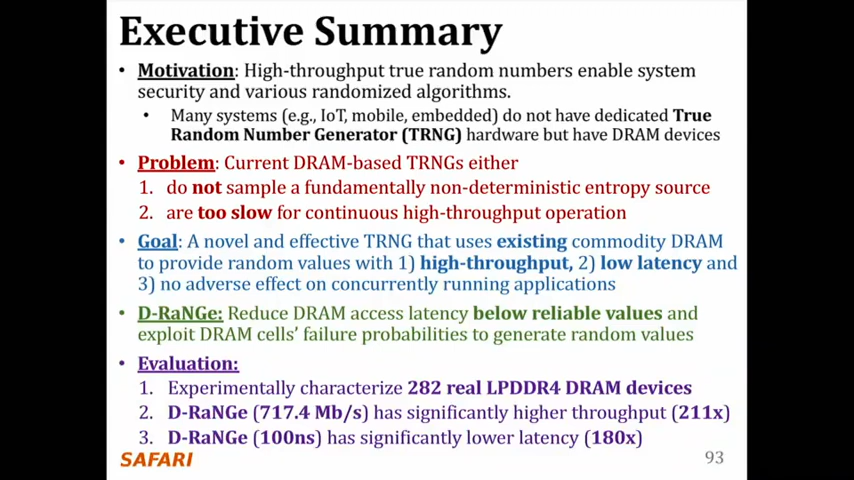 Executive Summary
• Motivation: High-throughput true random numbers enable system
security and various randomized algorithms.
• Many systems (e.g., IoT, mobile, embedded) do not have dedicated True
Random Number Generator (TRNG) hardware but have DRAM devices
• Problem: Current DRAM-based TRNGs either
1. do not sample a fundamentally non-deterministic entropy source
2. are too slow for continuous high-throughput operation
• Goal: A novel and effective TRNG that uses existing commodity DRAM
to provide random values with 1) high-throughput, 2) low latency and
3) no adverse effect on concurrently running applications
• D-RaNGe: Reduce DRAM access latency below reliable values and
exploit DRAM cells' failure probabilities to generate random values
• Evaluation:
1. Experimentally characterize 282 real LPDDR4 DRAM devices
2. D-RaNGe (717.4 Mb/s) has significantly higher throughput (211x)
3. D-RaNGe (100ns) has significantly lower latency (180x)
SAFARI
93